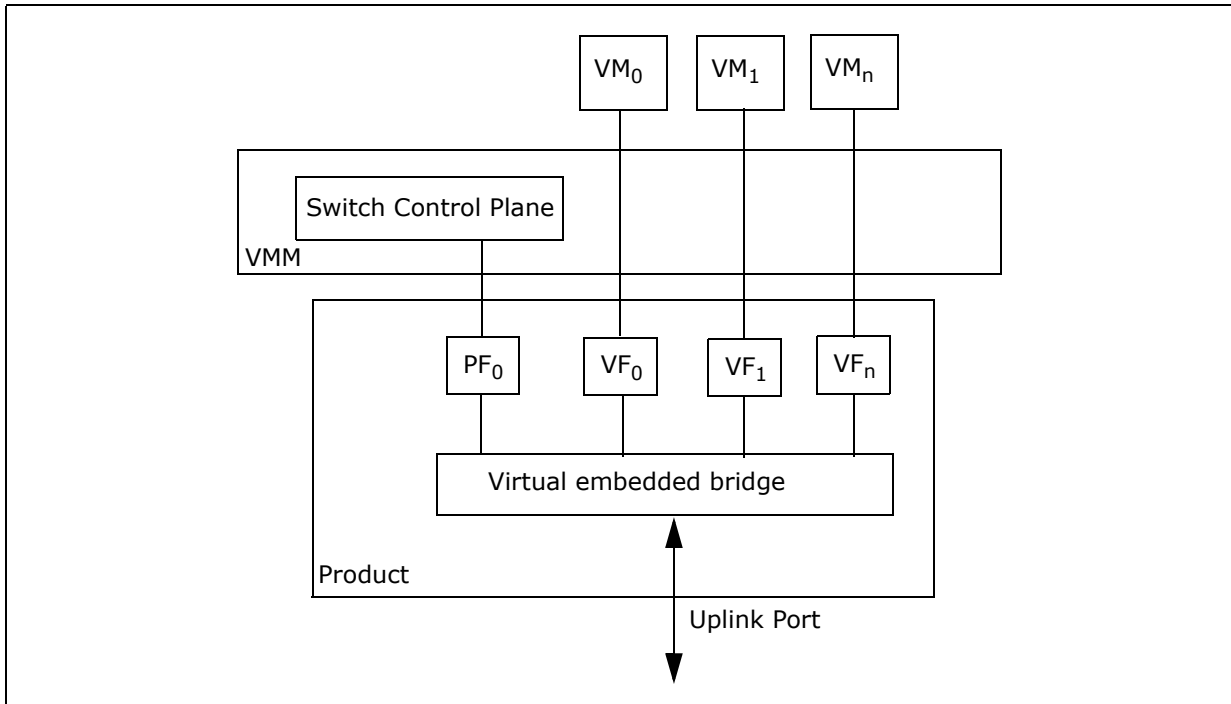 VM₀ VM₁ VMₙ
Switch Control Plane
VMM
PF₀ VF₀ VF₁ VFₙ
Virtual embedded bridge
Product
Uplink Port